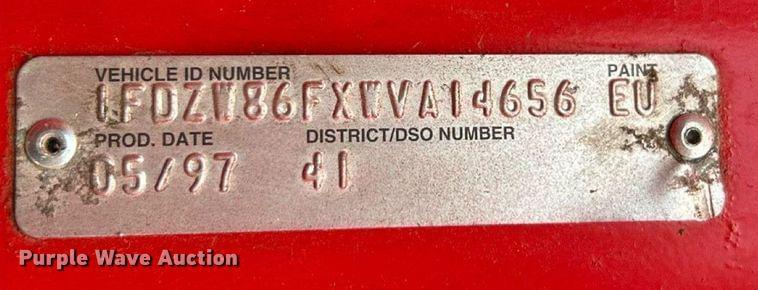 VEHICLE ID NUMBER PAINT
1FDZW86FXWVA14656 EU
PROD. DATE DISTRICT/DSO NUMBER
05/97 41
Purple Wave Auction